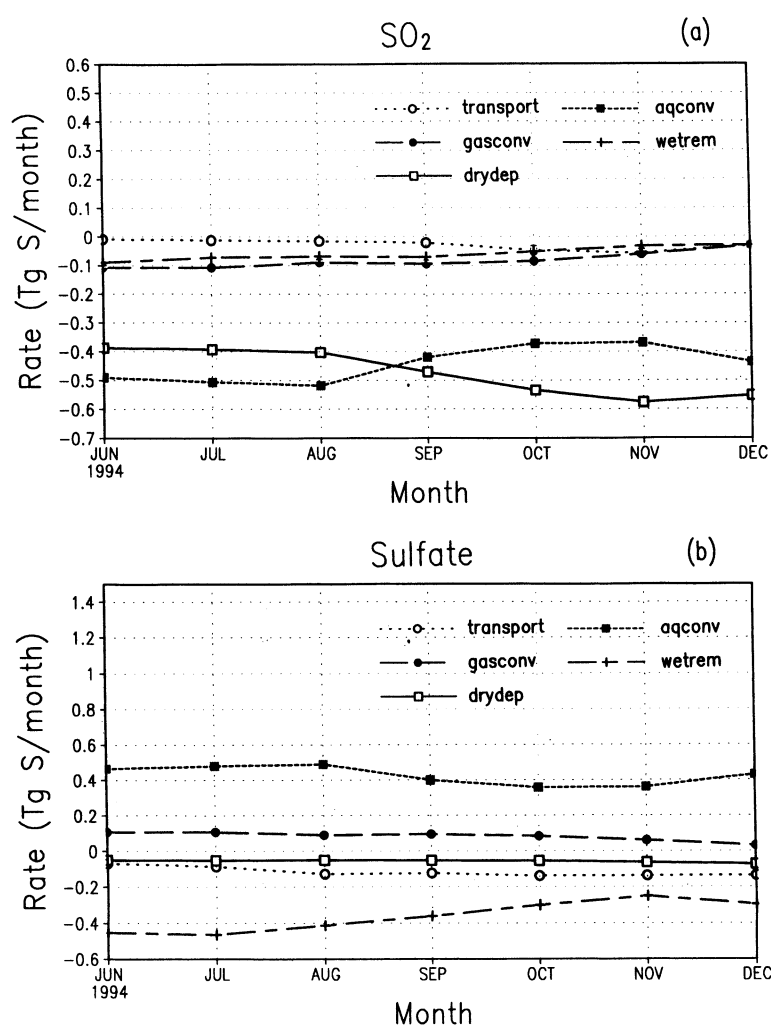 SO₂ (a)
0.6
0.5
0.4
0.3
0.2
0.1
0
-0.1
-0.2
-0.3
-0.4
-0.5
-0.6
-0.7
Rate (Tg S/month)
transport aqconv
gasconv wetrem
drydep
JUN JUL AUG SEP OCT NOV DEC
1994
Month
Sulfate (b)
1.4
1.2
1
0.8
0.6
0.4
0.2
0
-0.2
-0.4
-0.6
Rate (Tg S/month)
transport aqconv
gasconv wetrem
drydep
JUN JUL AUG SEP OCT NOV DEC
1994
Month